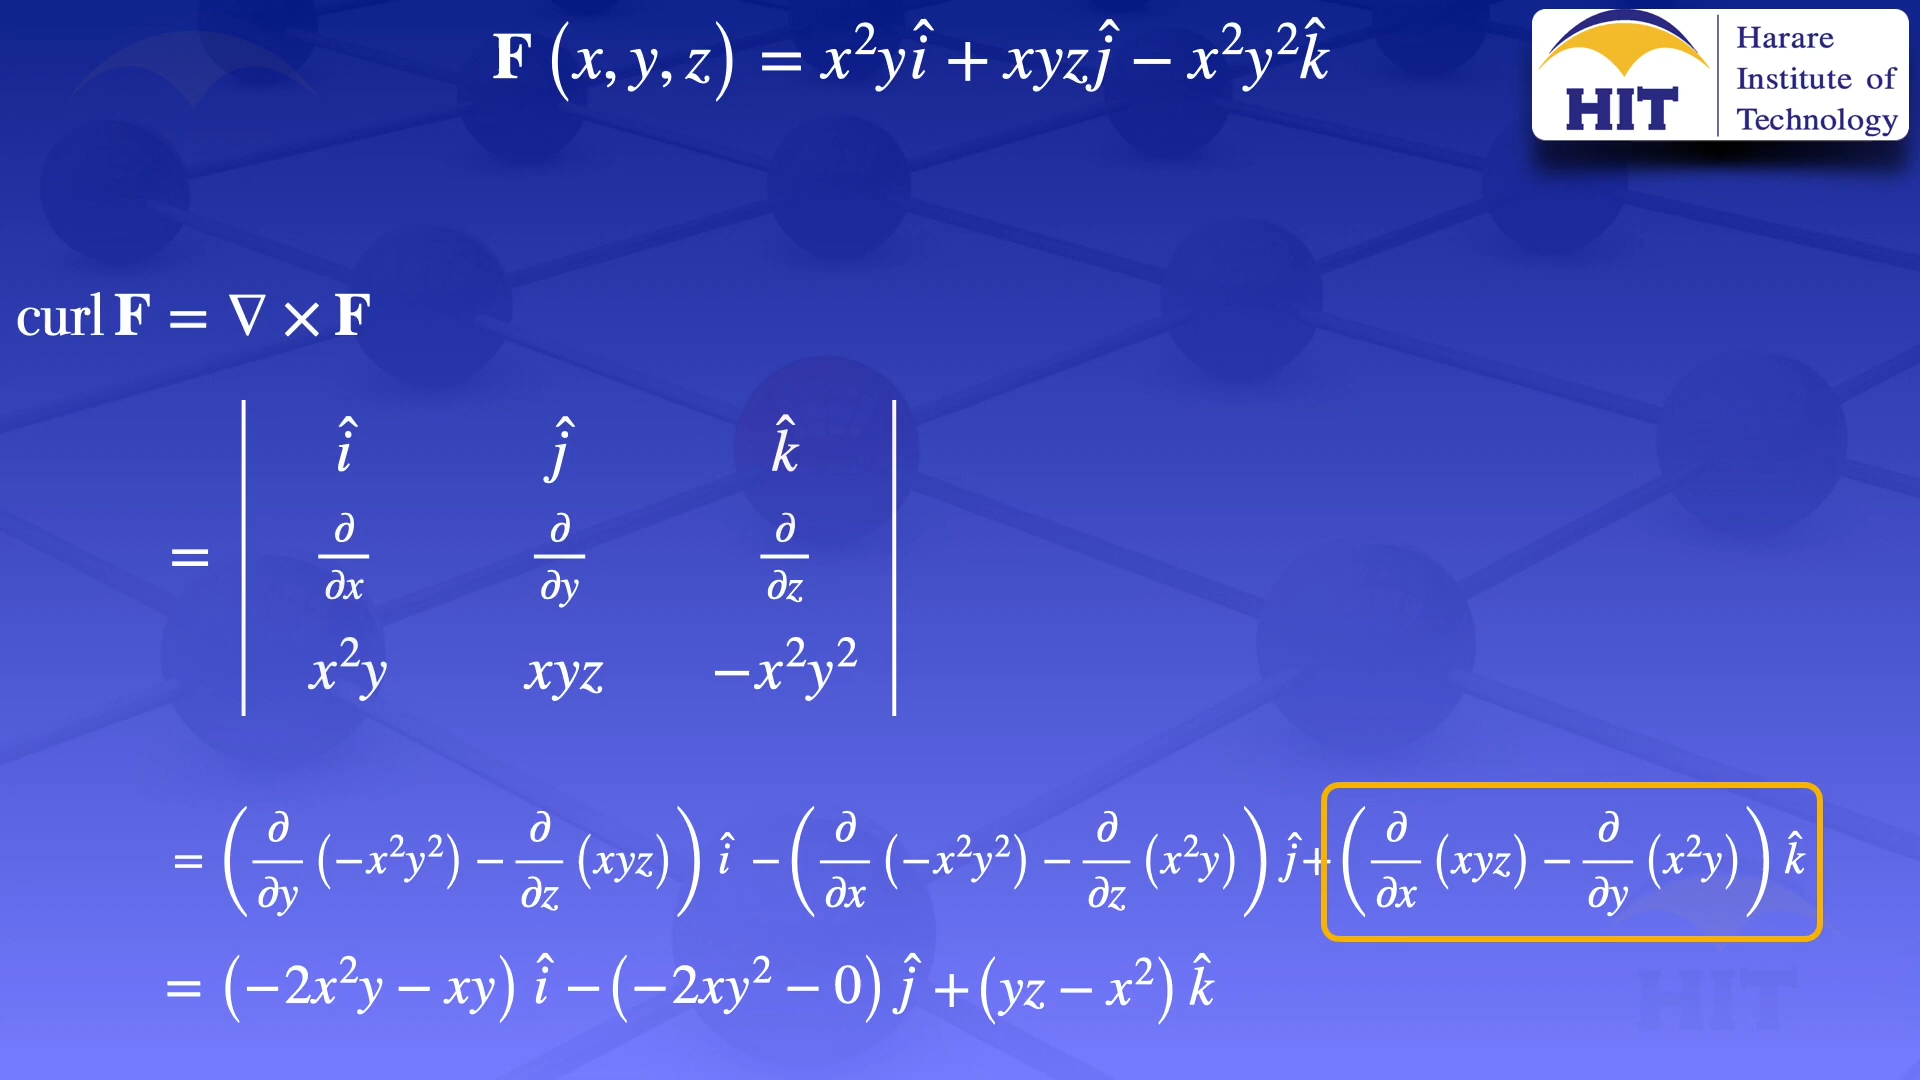 F (x, y, z) = x²yî + xyzĵ − x²y²k̂
HIT
Harare
Institute of
Technology
curl F = ∇ × F
= | î ĵ k̂ |
| ∂/∂x ∂/∂y ∂/∂z |
| x²y xyz −x²y² |
= (∂/∂y (−x²y²) − ∂/∂z (xyz)) î − (∂/∂x (−x²y²) − ∂/∂z (x²y)) ĵ + (∂/∂x (xyz) − ∂/∂y (x²y)) k̂
= (−2x²y − xy) î − (−2xy² − 0) ĵ + (yz − x²) k̂
HIT